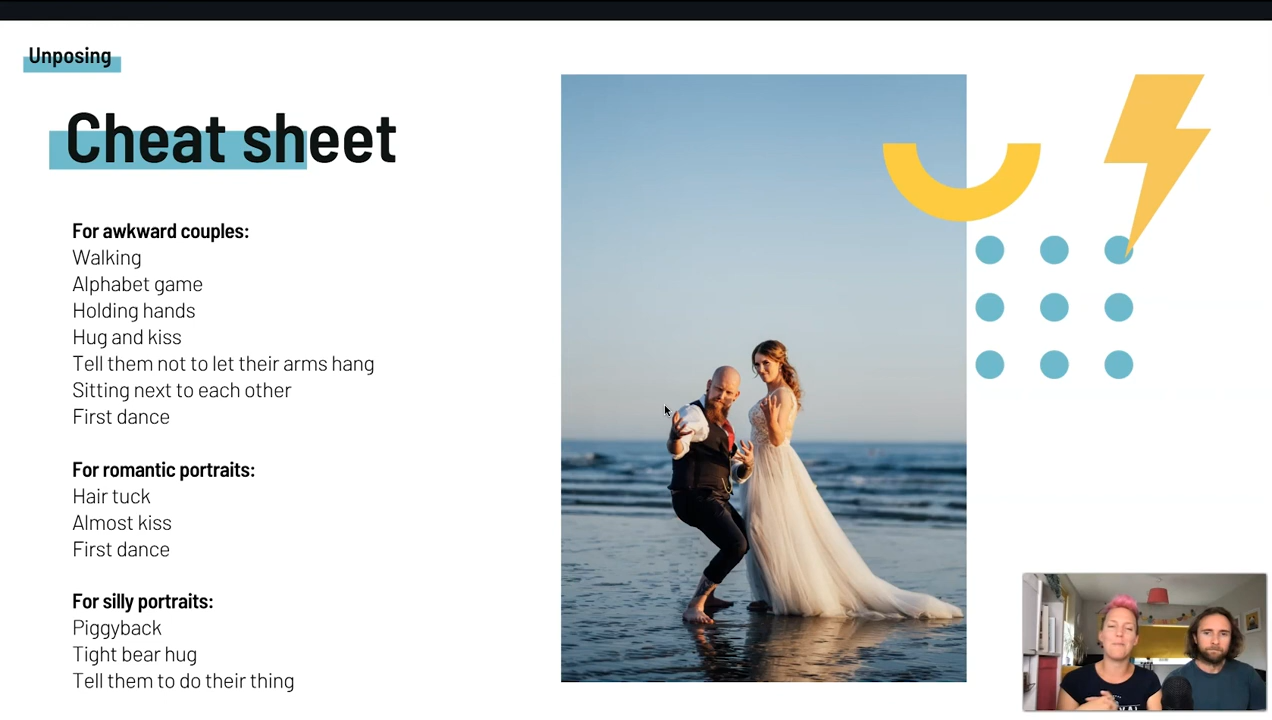 Unposing
Cheat sheet
For awkward couples:
Walking
Alphabet game
Holding hands
Hug and kiss
Tell them not to let their arms hang
Sitting next to each other
First dance
For romantic portraits:
Hair tuck
Almost kiss
First dance
For silly portraits:
Piggyback
Tight bear hug
Tell them to do their thing